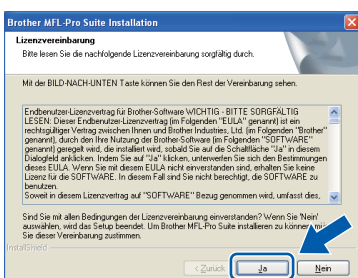 Brother MFL-Pro Suite Installation
Lizenzvereinbarung
Bitte lesen Sie die nachfolgende Lizenzvereinbarung sorgfältig durch.
Mit der BILD-NACH-UNTEN Taste können Sie den Rest der Vereinbarung sehen.
Endbenutzer-Lizenzvertrag für Brother-Software WICHTIG - BITTE SORGFÄLTIG
LESEN: Dieser Endbenutzer-Lizenzvertrag (im Folgenden "EULA" genannt) ist ein
rechtsgültiger Vertrag zwischen Ihnen und Brother Industries, Ltd. (im Folgenden "Brother"
genannt), durch den Ihre Nutzung der Brother-Software (im Folgenden "SOFTWARE"
genannt) geregelt wird, die installiert wird, sobald Sie auf die Schaltfläche "Ja" in diesem
Dialogfeld anklicken. Indem Sie auf "Ja" klicken, unterwerfen Sie sich den Bestimmungen
dieses EULA. Wenn Sie mit diesem EULA nicht einverstanden sind, erhalten Sie keine
Lizenz für die SOFTWARE. In diesem Fall sind Sie nicht berechtigt, die SOFTWARE zu
benutzen.
Soweit in diesem Lizenzvertrag auf "SOFTWARE" Bezug genommen wird, umfasst dies,
Sind Sie mit allen Bedingungen der Lizenzvereinbarung einverstanden? Wenn Sie 'Nein'
auswählen, wird das Setup beendet. Um Brother MFL-Pro Suite installieren zu können,
Sie dieser Vereinbarung zustimmen.
InstallShield
< Zurück Ja Nein